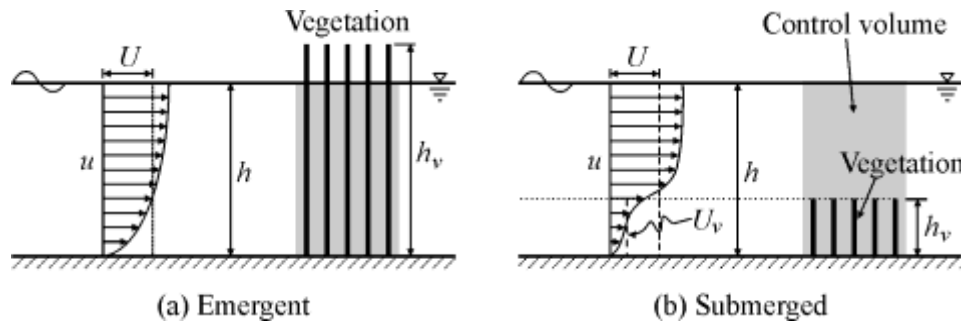 Vegetation
U
u
h
h_v
(a) Emergent
Control volume
U
u
h
Vegetation
U_v
h_v
(b) Submerged